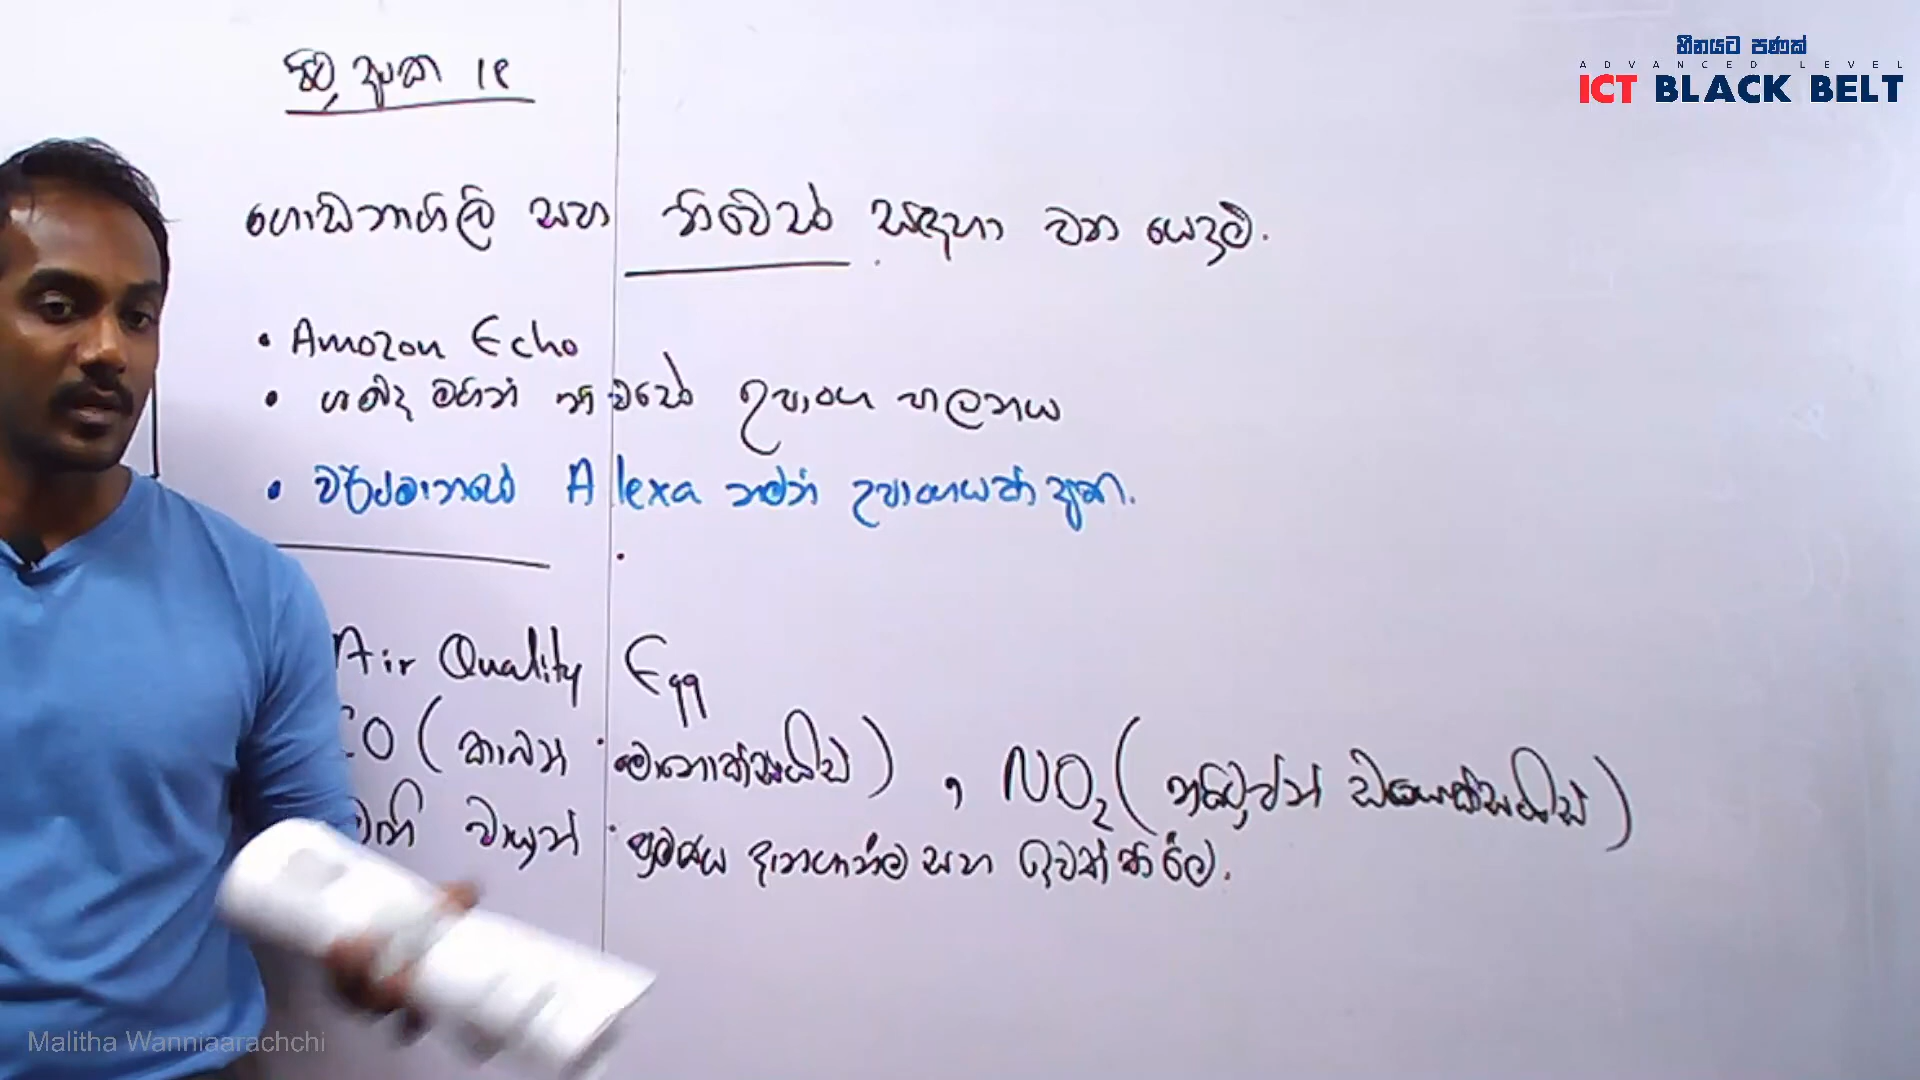 පිටු අංක 18
හීනයට පණක්
ADVANCED LEVEL
ICT BLACK BELT
ගොඩනැගිලි සහ නිවෙස් සඳහා වන යෙදුම්.
• Amazon Echo
• ශබ්ද මගින් නිවසේ උපාංග පාලනය
• වර්තමානයේ Alexa නමින් උපාංගයක් ඇත.
Air Quality Egg
CO (කාබන් මොනොක්සයිඩ්) , NO₂ (නයිට්‍රජන් ඩයොක්සයිඩ්)
වැනි වායූන් ප්‍රමාණය දැනගැනීම සහ ඉවත් කිරීම.
Malitha Wanniaarachchi